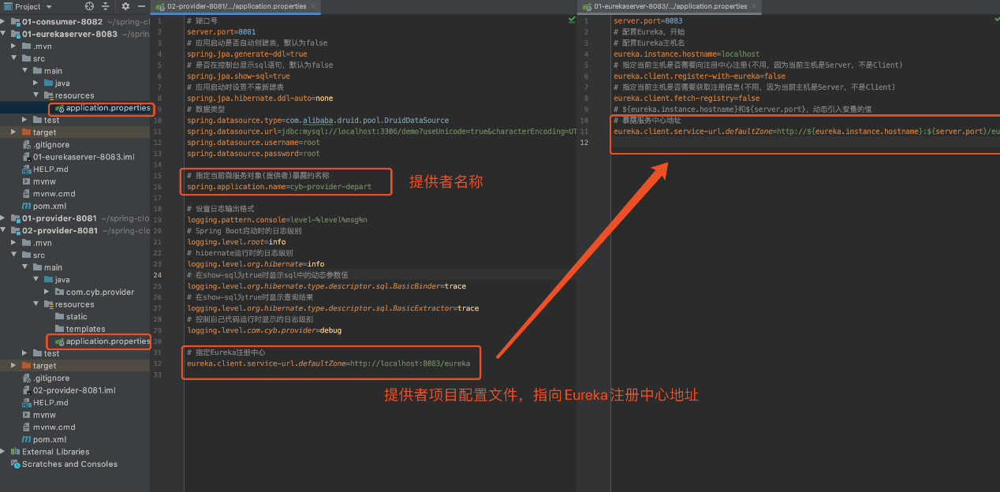 Project
01-consumer-8082 ~/spring-c
01-eurekaserver-8083 ~/sprin
.mvn
src
main
java
resources
application.properties
test
target
.gitignore
01-eurekaserver-8083.iml
HELP.md
mvnw
mvnw.cmd
pom.xml
01-provider-8081 ~/spring-clo
02-provider-8081 ~/spring-clo
.mvn
src
main
java
com.cyb.provider
resources
static
templates
application.properties
test
target
.gitignore
02-provider-8081.iml
HELP.md
mvnw
mvnw.cmd
pom.xml
External Libraries
Scratches and Consoles
02-provider-8081/.../application.properties
1 # 端口号
2 server.port=8081
3 # 应用启动是否自动创建表，默认为false
4 spring.jpa.generate-ddl=true
5 # 是否在控制台显示sql语句，默认为false
6 spring.jpa.show-sql=true
7 # 应用启动时设置不重新建表
8 spring.jpa.hibernate.ddl-auto=none
9 # 数据类型
10 spring.datasource.type=com.alibaba.druid.pool.DruidDataSource
11 spring.datasource.url=jdbc:mysql://localhost:3306/demo?useUnicode=true&characterEncoding=UT
12 spring.datasource.username=root
13 spring.datasource.password=root
14
15 # 指定当前微服务对象(提供者)暴露的名称
16 spring.application.name=cyb-provider-depart
提供者名称
17
18 # 设置日志输出格式
19 logging.pattern.console=level-%level%msg%n
20 # Spring Boot启动时的日志级别
21 logging.level.root=info
22 # hibernate运行时的日志级别
23 logging.level.org.hibernate=info
24 # 在show-sql为true时显示sql中的动态参数值
25 logging.level.org.hibernate.type.descriptor.sql.BasicBinder=trace
26 # 在show-sql为true时显示查询结果
27 logging.level.org.hibernate.type.descriptor.sql.BasicExtractor=trace
28 # 控制自己代码运行时显示的日志级别
29 logging.level.com.cyb.provider=debug
30
31 # 指定Eureka注册中心
32 eureka.client.service-url.defaultZone=http://localhost:8083/eureka
33
提供者项目配置文件，指向Eureka注册中心地址
01-eurekaserver-8083/.../application.properties
1 server.port=8083
2 # 配置Eureka，开始
3 # 配置Eureka主机名
4 eureka.instance.hostname=localhost
5 # 指定当前主机是否需要向注册中心注册(不用，因为当前主机是Server，不是Client)
6 eureka.client.register-with-eureka=false
7 # 指定当前主机是否需要获取注册信息(不用，因为当前主机是Server，不是Client)
8 eureka.client.fetch-registry=false
9 # ${eureka.instance.hostname}和${server.port}，动态引入变量的值
10 # 暴露服务中心地址
11 eureka.client.service-url.defaultZone=http://${eureka.instance.hostname}:${server.port}/eu
12